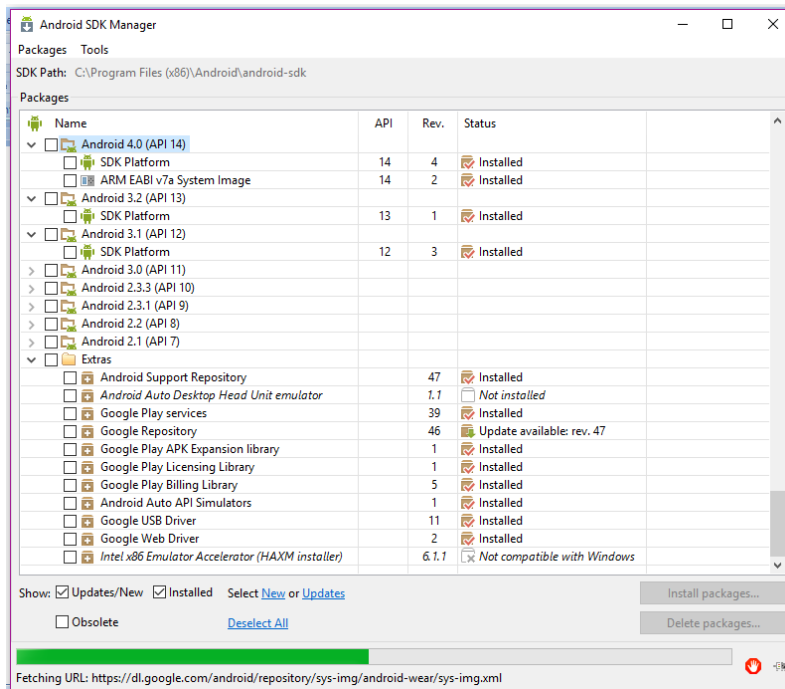 Android SDK Manager
Packages Tools
SDK Path: C:\Program Files (x86)\Android\android-sdk
Packages
Name API Rev. Status
Android 4.0 (API 14)
SDK Platform 14 4 Installed
ARM EABI v7a System Image 14 2 Installed
Android 3.2 (API 13)
SDK Platform 13 1 Installed
Android 3.1 (API 12)
SDK Platform 12 3 Installed
Android 3.0 (API 11)
Android 2.3.3 (API 10)
Android 2.3.1 (API 9)
Android 2.2 (API 8)
Android 2.1 (API 7)
Extras
Android Support Repository 47 Installed
Android Auto Desktop Head Unit emulator 1.1 Not installed
Google Play services 39 Installed
Google Repository 46 Update available: rev. 47
Google Play APK Expansion library 1 Installed
Google Play Licensing Library 1 Installed
Google Play Billing Library 5 Installed
Android Auto API Simulators 1 Installed
Google USB Driver 11 Installed
Google Web Driver 2 Installed
Intel x86 Emulator Accelerator (HAXM installer) 6.1.1 Not compatible with Windows
Show: Updates/New Installed Select New or Updates Install packages...
Obsolete Deselect All Delete packages...
Fetching URL: https://dl.google.com/android/repository/sys-img/android-wear/sys-img.xml